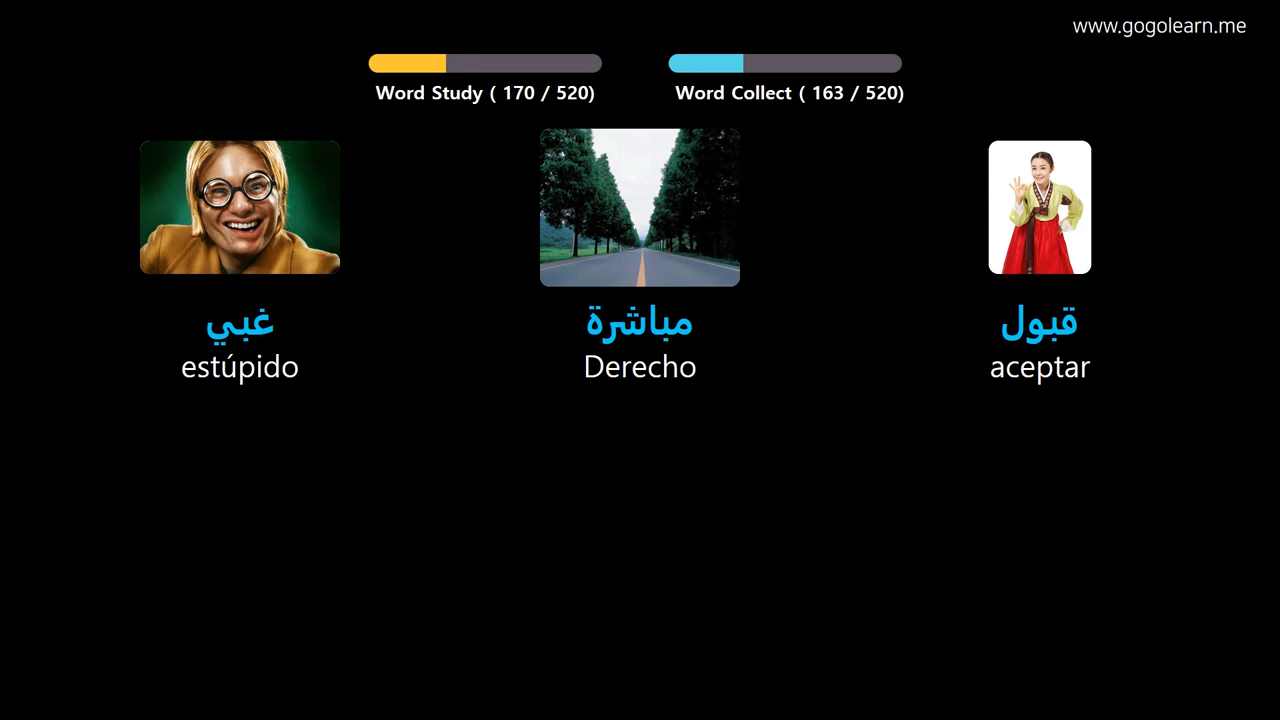 www.gogolearn.me
Word Study ( 170 / 520)
Word Collect ( 163 / 520)
غبي
estúpido
مباشرة
Derecho
قبول
aceptar